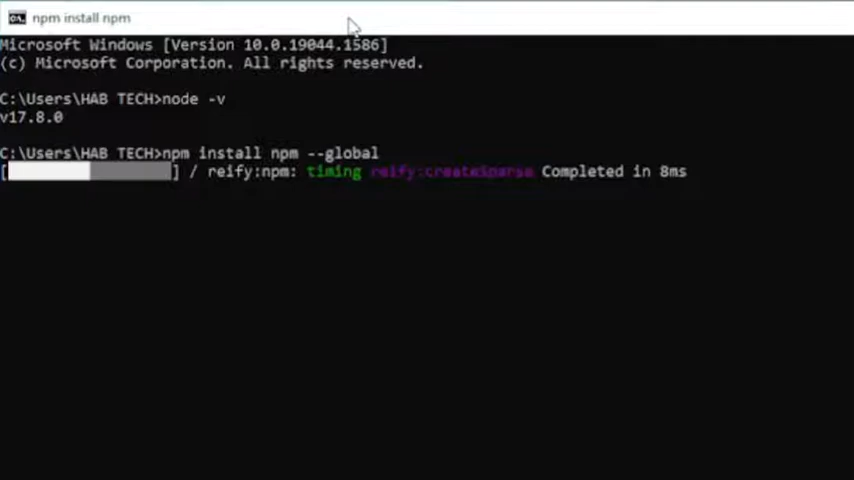 npm install npm
Microsoft Windows [Version 10.0.19044.1586]
(c) Microsoft Corporation. All rights reserved.
C:\Users\HAB TECH>node -v
v17.8.0
C:\Users\HAB TECH>npm install npm --global
[ ] / reify:npm: timing reify:createSparse Completed in 8ms